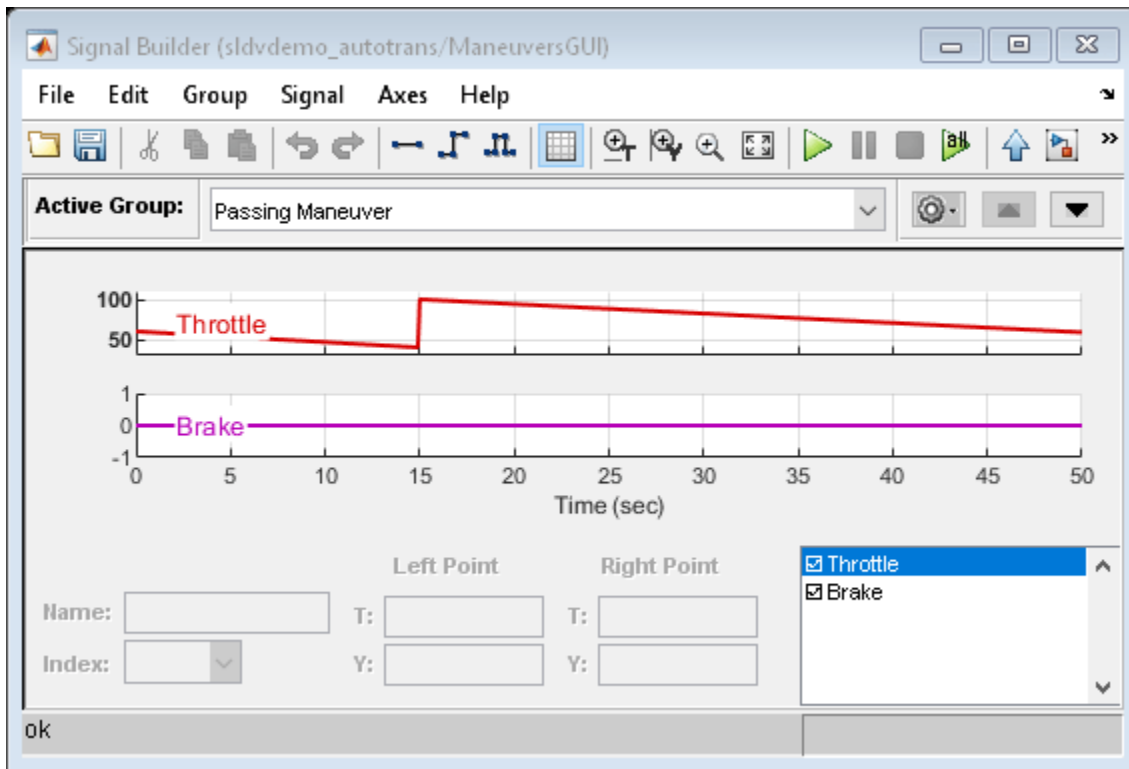 Signal Builder (sldvdemo_autotrans/ManeuversGUI)
File Edit Group Signal Axes Help
Active Group: Passing Maneuver
100
Throttle
50
1
0 Brake
-1
0 5 10 15 20 25 30 35 40 45 50
Time (sec)
Left Point Right Point
Throttle
Brake
Name: T: T:
Index: Y: Y:
ok